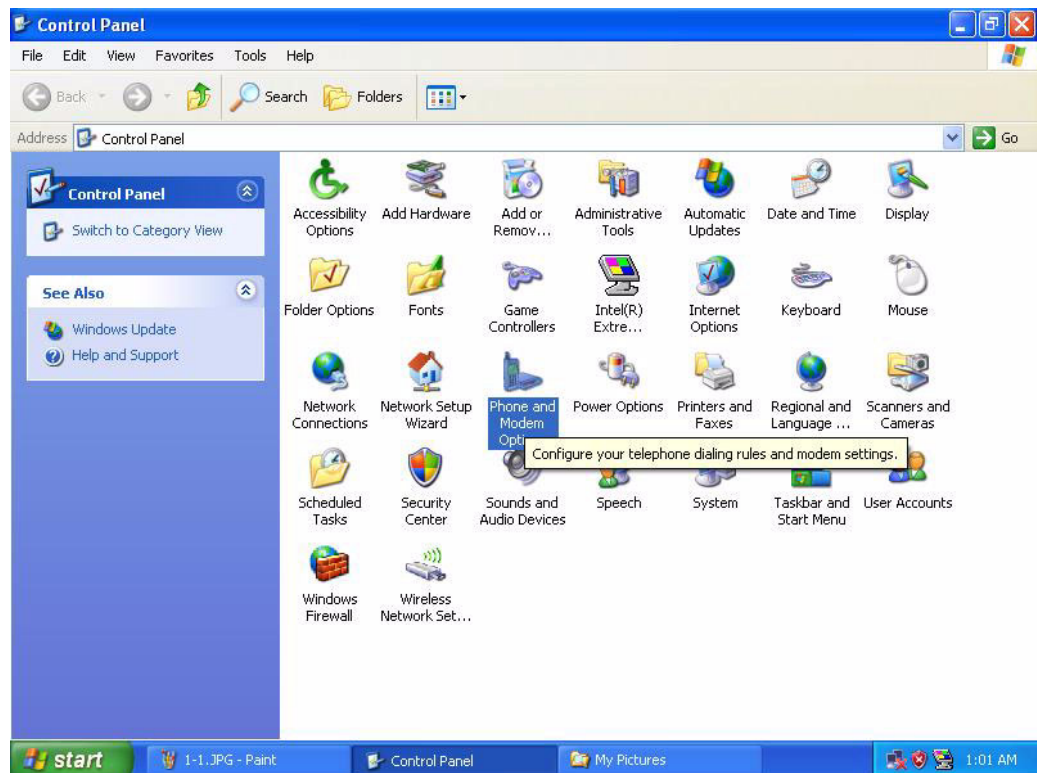 Control Panel
File Edit View Favorites Tools Help
Back Search Folders
Address Control Panel Go
Control Panel
Switch to Category View
See Also
Windows Update
Help and Support
Accessibility Options
Add Hardware
Add or Remov...
Administrative Tools
Automatic Updates
Date and Time
Display
Folder Options
Fonts
Game Controllers
Intel(R) Extre...
Internet Options
Keyboard
Mouse
Network Connections
Network Setup Wizard
Phone and Modem
Power Options
Printers and Faxes
Regional and Language ...
Scanners and Cameras
Configure your telephone dialing rules and modem settings.
Scheduled Tasks
Security Center
Sounds and Audio Devices
Speech
System
Taskbar and Start Menu
User Accounts
Windows Firewall
Wireless Network Set...
start 1-1.JPG - Paint Control Panel My Pictures 1:01 AM